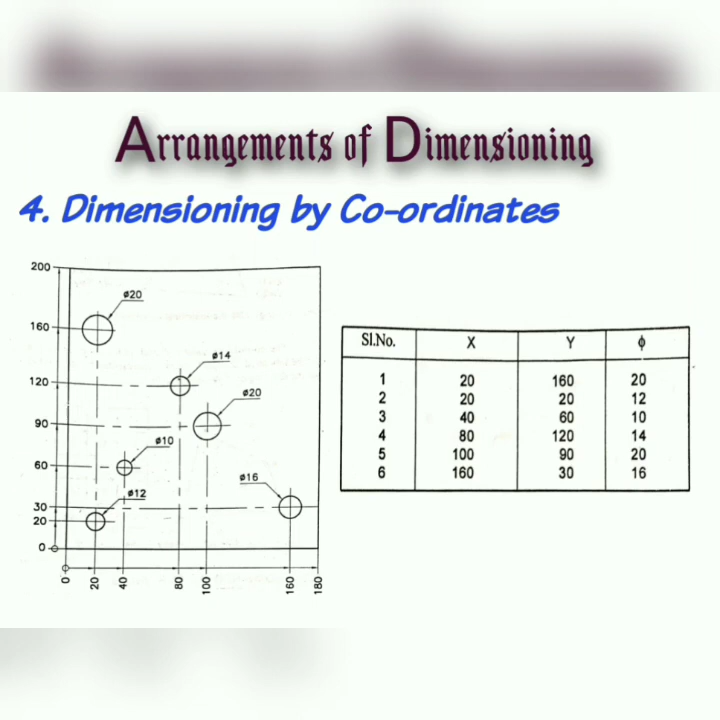 Arrangements of Dimensioning
4. Dimensioning by Co-ordinates
200
ø20
160
ø14
120
ø20
90
ø10
60
ø16
ø12
30
20
0
0 20 40 80 100 160 180
Sl.No. X Y ϕ
1 20 160 20
2 20 20 12
3 40 60 10
4 80 120 14
5 100 90 20
6 160 30 16